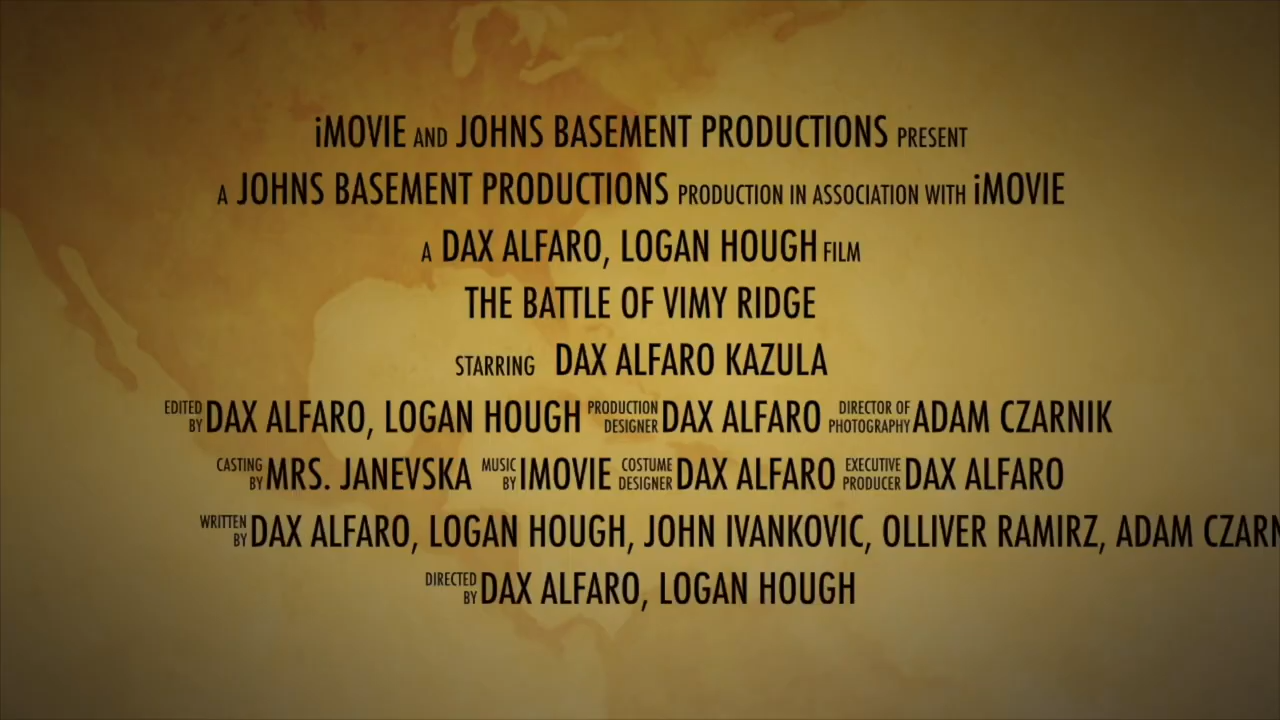 iMOVIE AND JOHNS BASEMENT PRODUCTIONS PRESENT
A JOHNS BASEMENT PRODUCTIONS PRODUCTION IN ASSOCIATION WITH iMOVIE
A DAX ALFARO, LOGAN HOUGH FILM
THE BATTLE OF VIMY RIDGE
STARRING DAX ALFARO KAZULA
EDITED BY DAX ALFARO, LOGAN HOUGH PRODUCTION DESIGNER DAX ALFARO DIRECTOR OF PHOTOGRAPHY ADAM CZARNIK
CASTING BY MRS. JANEVSKA MUSIC BY IMOVIE COSTUME DESIGNER DAX ALFARO EXECUTIVE PRODUCER DAX ALFARO
WRITTEN BY DAX ALFARO, LOGAN HOUGH, JOHN IVANKOVIC, OLLIVER RAMIRZ, ADAM
DIRECTED BY DAX ALFARO, LOGAN HOUGH